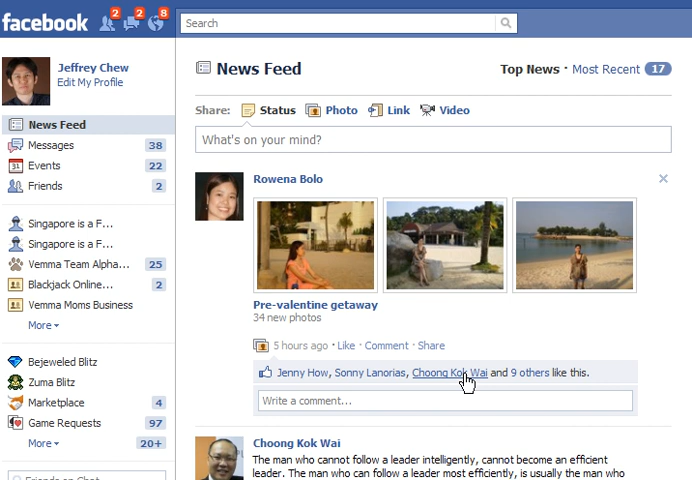 facebook
2
2
8
Search
Jeffrey Chew
Edit My Profile
News Feed
Messages 38
Events 22
Friends 2
Singapore is a F...
Singapore is a F...
Vemma Team Alpha... 25
Blackjack Online... 2
Vemma Moms Business
More
Bejeweled Blitz
Zuma Blitz
Marketplace 4
Game Requests 97
More 20+
Friends on Chat
News Feed
Top News · Most Recent 17
Share: Status Photo Link Video
What's on your mind?
Rowena Bolo
Pre-valentine getaway
34 new photos
5 hours ago · Like · Comment · Share
Jenny How, Sonny Lanorias, Choong Kok Wai and 9 others like this.
Write a comment...
Choong Kok Wai
The man who cannot follow a leader intelligently, cannot become an efficient
leader. The man who can follow a leader most efficiently, is usually the man who